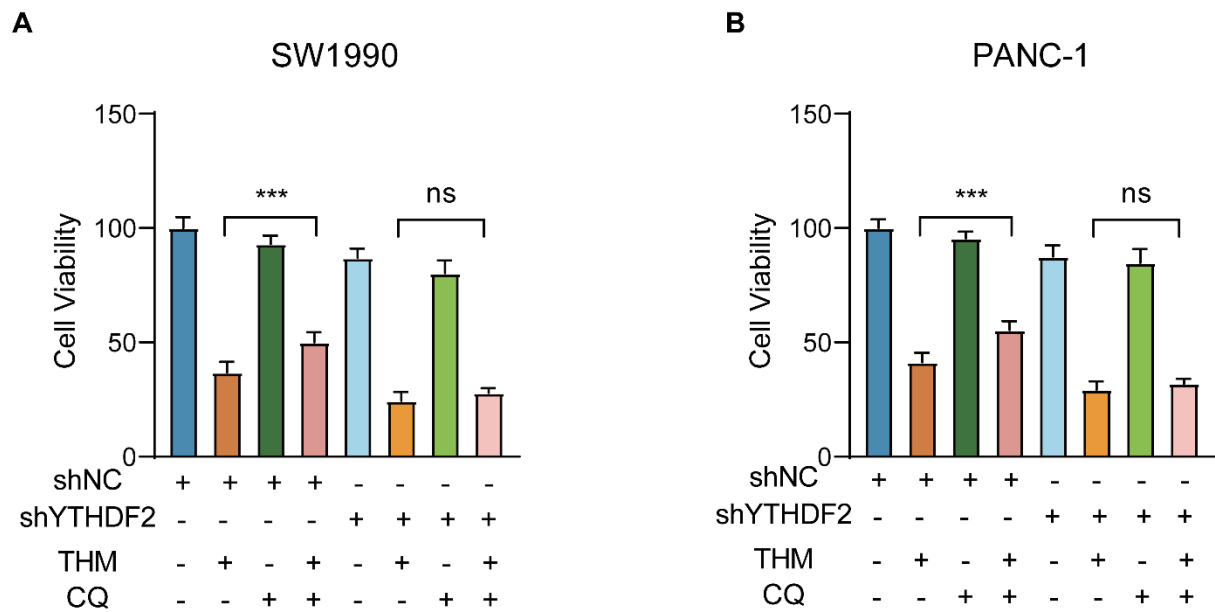 A
SW1990
150
100
50
0
Cell Viability
***
ns
shNC + + + + - - - -
shYTHDF2 - - - - + + + +
THM - + - + - + - +
CQ - - + + - - + +
B
PANC-1
150
100
50
0
Cell Viability
***
ns
shNC + + + + - - - -
shYTHDF2 - - - - + + + +
THM - + - + - + - +
CQ - - + + - - + +